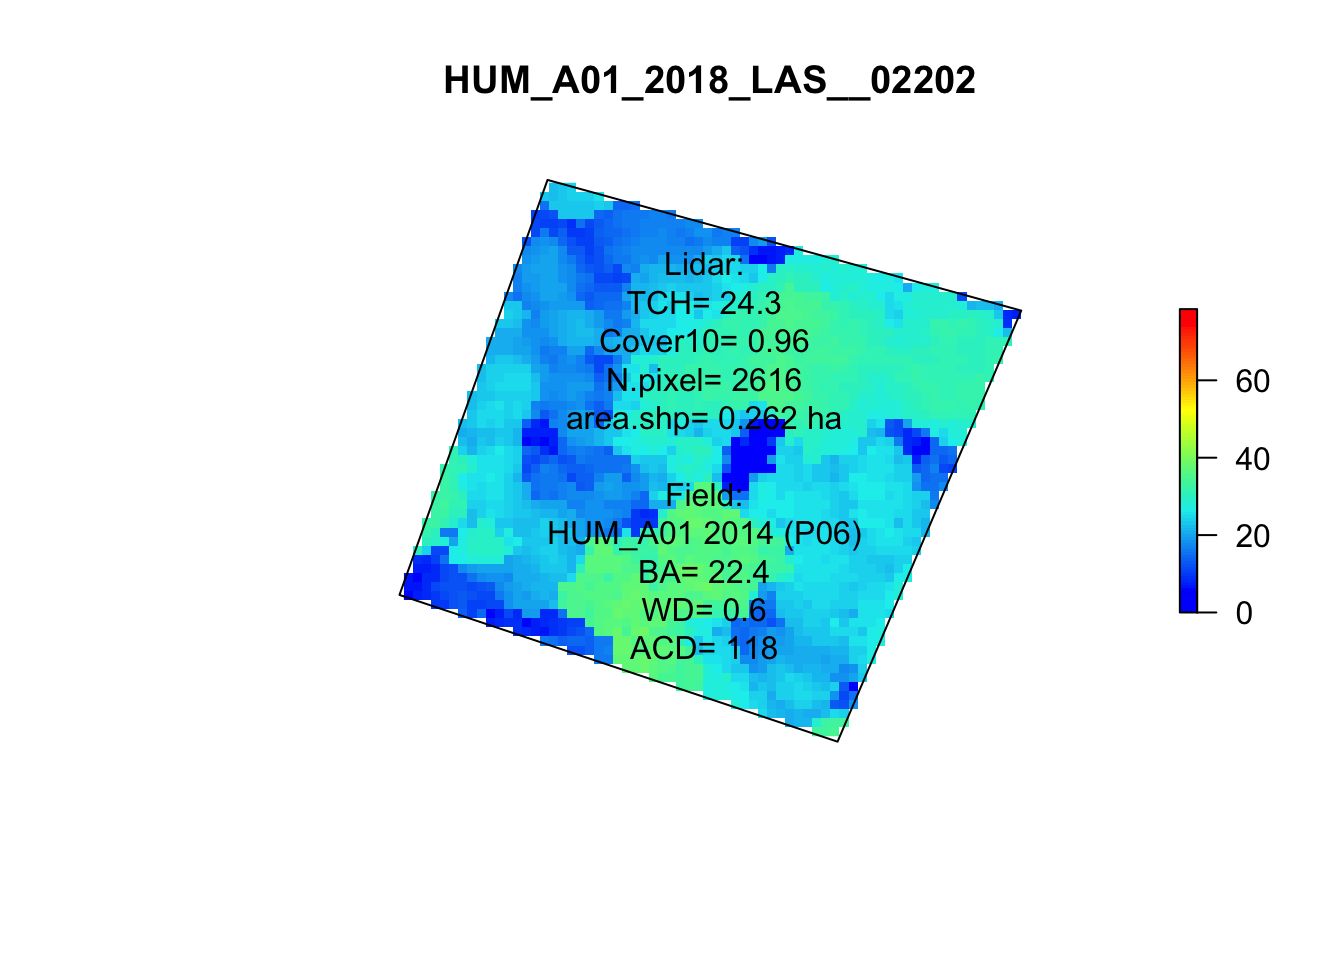 HUM_A01_2018_LAS__02202
Lidar:
TCH= 24.3
Cover10= 0.96
N.pixel= 2616
area.shp= 0.262 ha
Field:
HUM_A01 2014 (P06)
BA= 22.4
WD= 0.6
ACD= 118
60
40
20
0